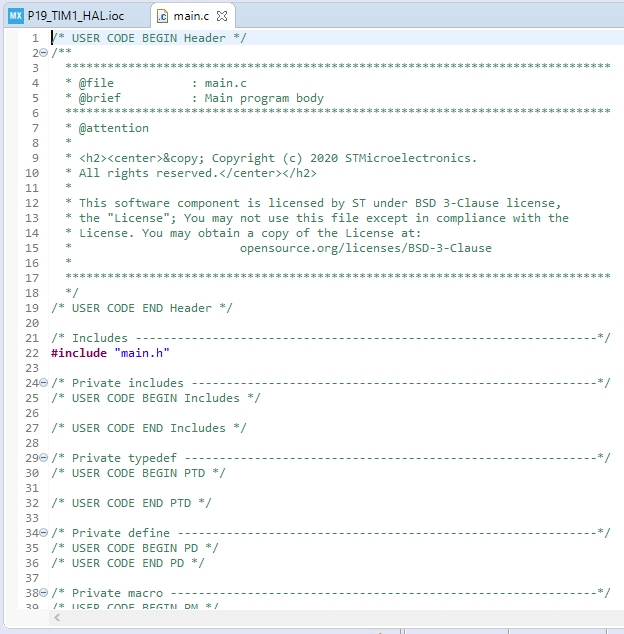 MX P19_TIM1_HAL.ioc
.c main.c
1 /* USER CODE BEGIN Header */
2 /**
3 ******************************************************************************
4 * @file : main.c
5 * @brief : Main program body
6 ******************************************************************************
7 * @attention
8 *
9 * <h2><center>&copy; Copyright (c) 2020 STMicroelectronics.
10 * All rights reserved.</center></h2>
11 *
12 * This software component is licensed by ST under BSD 3-Clause license,
13 * the "License"; You may not use this file except in compliance with the
14 * License. You may obtain a copy of the License at:
15 * opensource.org/licenses/BSD-3-Clause
16 *
17 ******************************************************************************
18 */
19 /* USER CODE END Header */
20
21 /* Includes ------------------------------------------------------------------*/
22 #include "main.h"
23
24 /* Private includes ----------------------------------------------------------*/
25 /* USER CODE BEGIN Includes */
26
27 /* USER CODE END Includes */
28
29 /* Private typedef -----------------------------------------------------------*/
30 /* USER CODE BEGIN PTD */
31
32 /* USER CODE END PTD */
33
34 /* Private define ------------------------------------------------------------*/
35 /* USER CODE BEGIN PD */
36 /* USER CODE END PD */
37
38 /* Private macro -------------------------------------------------------------*/
39 /* USER CODE BEGIN PM */